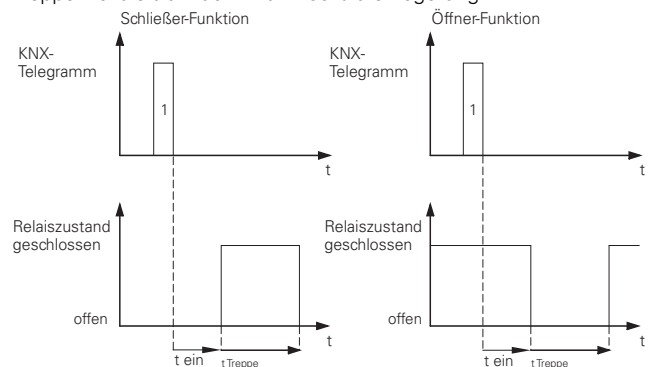 Schließer-Funktion
KNX-
Telegramm
1
t
Relaiszustand
geschlossen
offen
t
t ein
t Treppe
Öffner-Funktion
KNX-
Telegramm
1
t
Relaiszustand
geschlossen
offen
t
t ein
t Treppe